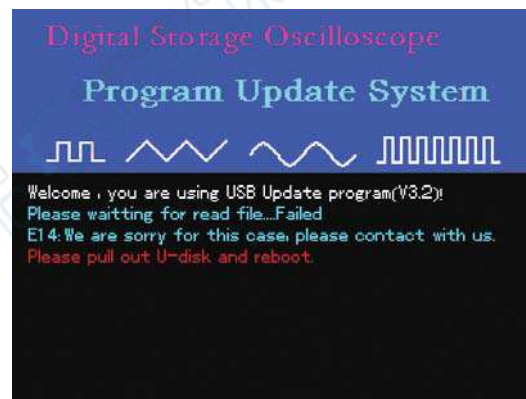 Digital Storage Oscilloscope
Program Update System
Welcome , you are using USB Update program(V3.2)!
Please waitting for read file...Failed
E14:We are sorry for this case, please contact with us.
Please pull out U-disk and reboot.